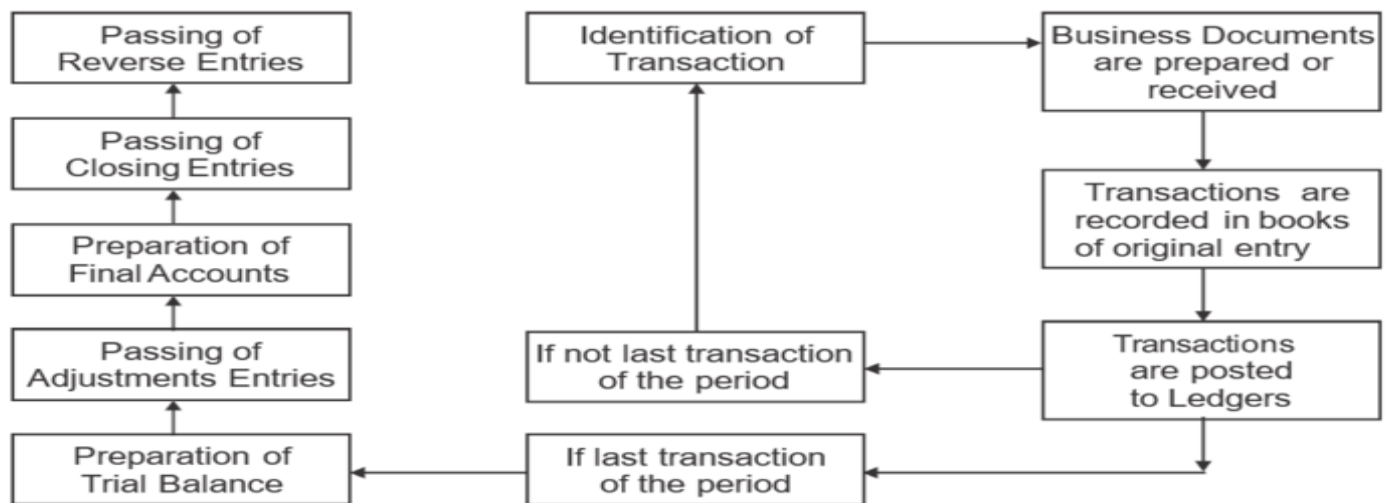 Identification of
Transaction
Business Documents
are prepared or
received
Transactions are
recorded in books
of original entry
Transactions
are posted
to Ledgers
If not last transaction
of the period
If last transaction
of the period
Preparation of
Trial Balance
Passing of
Adjustments Entries
Preparation of
Final Accounts
Passing of
Closing Entries
Passing of
Reverse Entries